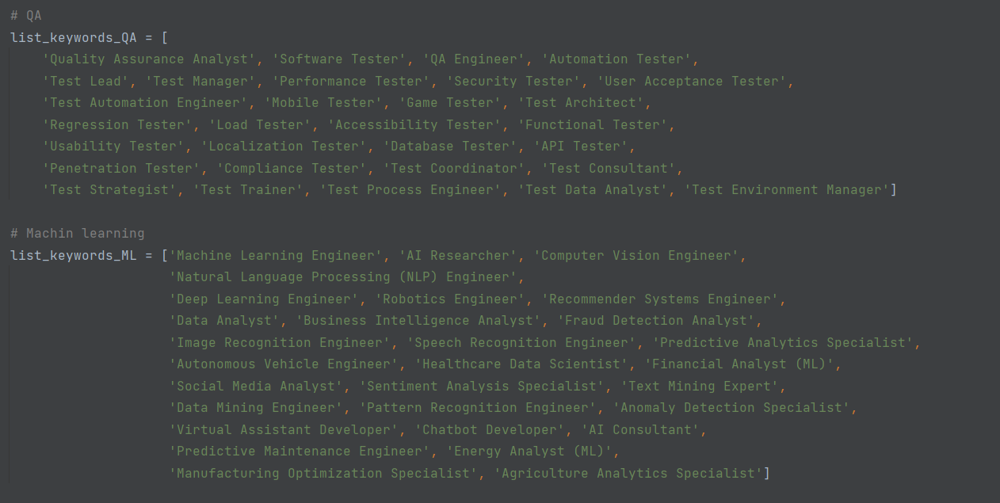 # QA
list_keywords_QA = [
    'Quality Assurance Analyst', 'Software Tester', 'QA Engineer', 'Automation Tester',
    'Test Lead', 'Test Manager', 'Performance Tester', 'Security Tester', 'User Acceptance Tester',
    'Test Automation Engineer', 'Mobile Tester', 'Game Tester', 'Test Architect',
    'Regression Tester', 'Load Tester', 'Accessibility Tester', 'Functional Tester',
    'Usability Tester', 'Localization Tester', 'Database Tester', 'API Tester',
    'Penetration Tester', 'Compliance Tester', 'Test Coordinator', 'Test Consultant',
    'Test Strategist', 'Test Trainer', 'Test Process Engineer', 'Test Data Analyst', 'Test Environment Manager']
# Machin learning
list_keywords_ML = ['Machine Learning Engineer', 'AI Researcher', 'Computer Vision Engineer',
                    'Natural Language Processing (NLP) Engineer',
                    'Deep Learning Engineer', 'Robotics Engineer', 'Recommender Systems Engineer',
                    'Data Analyst', 'Business Intelligence Analyst', 'Fraud Detection Analyst',
                    'Image Recognition Engineer', 'Speech Recognition Engineer', 'Predictive Analytics Specialist',
                    'Autonomous Vehicle Engineer', 'Healthcare Data Scientist', 'Financial Analyst (ML)',
                    'Social Media Analyst', 'Sentiment Analysis Specialist', 'Text Mining Expert',
                    'Data Mining Engineer', 'Pattern Recognition Engineer', 'Anomaly Detection Specialist',
                    'Virtual Assistant Developer', 'Chatbot Developer', 'AI Consultant',
                    'Predictive Maintenance Engineer', 'Energy Analyst (ML)',
                    'Manufacturing Optimization Specialist', 'Agriculture Analytics Specialist']